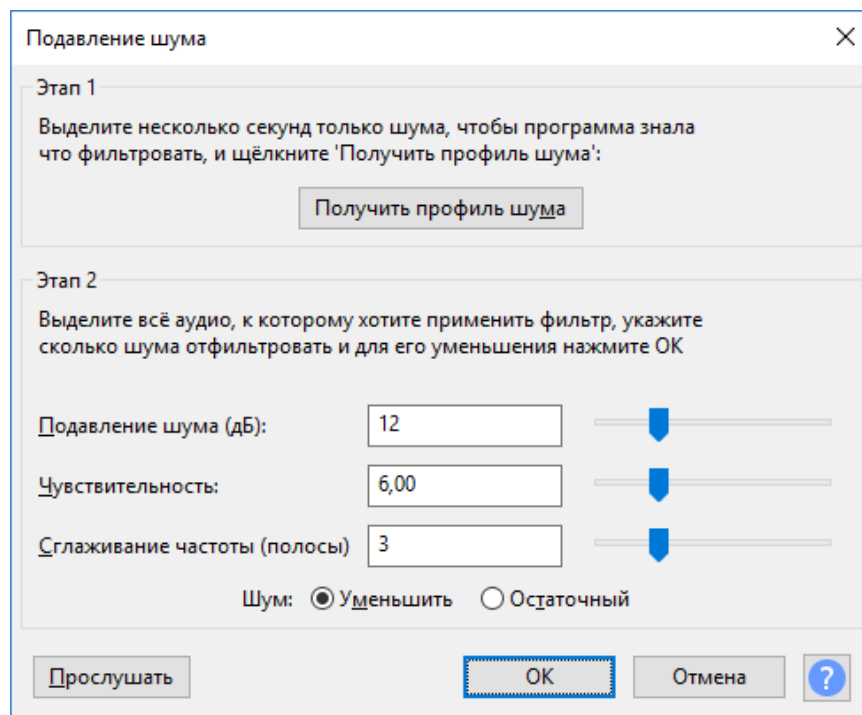 Подавление шума
Этап 1
Выделите несколько секунд только шума, чтобы программа знала
что фильтровать, и щёлкните 'Получить профиль шума':
Получить профиль шума
Этап 2
Выделите всё аудио, к которому хотите применить фильтр, укажите
сколько шума отфильтровать и для его уменьшения нажмите ОК
Подавление шума (дБ): 12
Чувствительность: 6,00
Сглаживание частоты (полосы) 3
Шум: Уменьшить Остаточный
Прослушать ОК Отмена ?